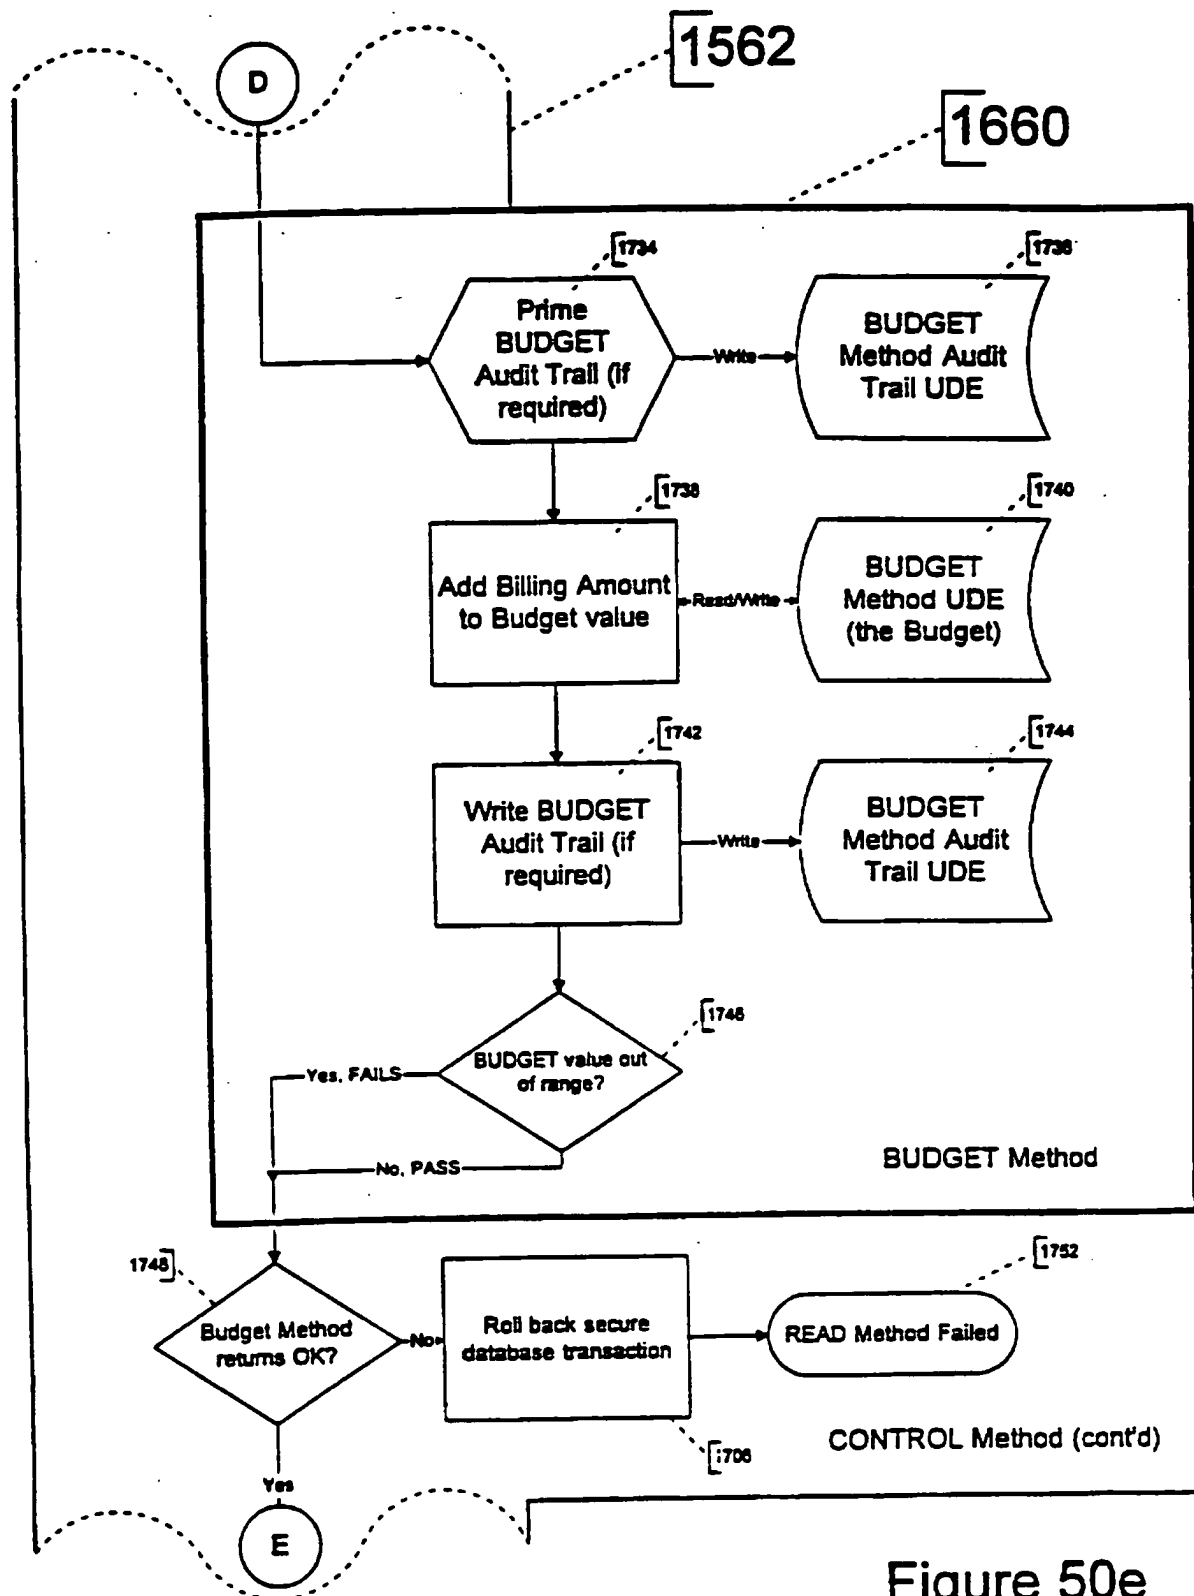 D
1562
1660
1734
Prime
BUDGET
Audit Trail (if
required)
Write
1736
BUDGET
Method Audit
Trail UDE
1738
Add Billing Amount
to Budget value
Read/Write
1740
BUDGET
Method UDE
(the Budget)
1742
Write BUDGET
Audit Trail (if
required)
Write
1744
BUDGET
Method Audit
Trail UDE
1746
BUDGET value out
of range?
Yes, FAILS
No, PASS
BUDGET Method
1748
Budget Method
returns OK?
No
Roll back secure
database transaction
1752
READ Method Failed
CONTROL Method (cont'd)
Yes
E
Figure 50e